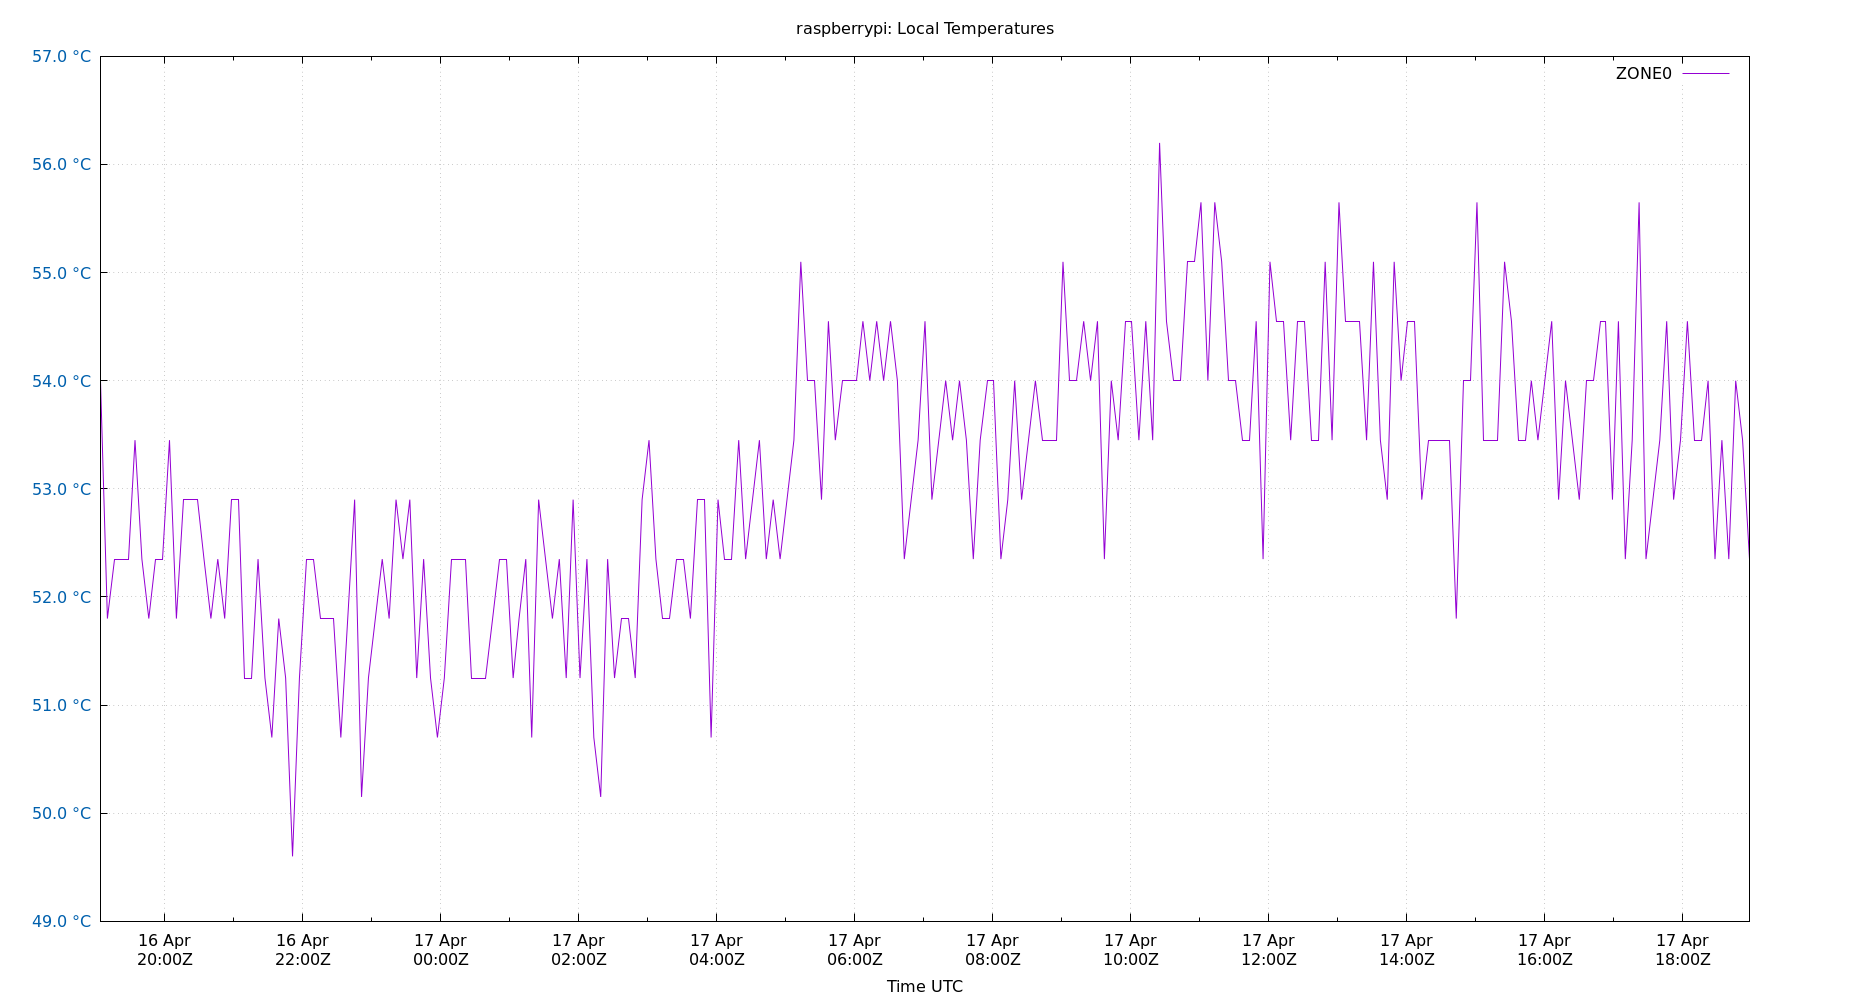 raspberrypi: Local Temperatures
57.0 °C
ZONE0
56.0 °C
55.0 °C
54.0 °C
53.0 °C
52.0 °C
51.0 °C
50.0 °C
49.0 °C
16 Apr 16 Apr 17 Apr 17 Apr 17 Apr 17 Apr 17 Apr 17 Apr 17 Apr 17 Apr 17 Apr 17 Apr
20:00Z 22:00Z 00:00Z 02:00Z 04:00Z 06:00Z 08:00Z 10:00Z 12:00Z 14:00Z 16:00Z 18:00Z
Time UTC